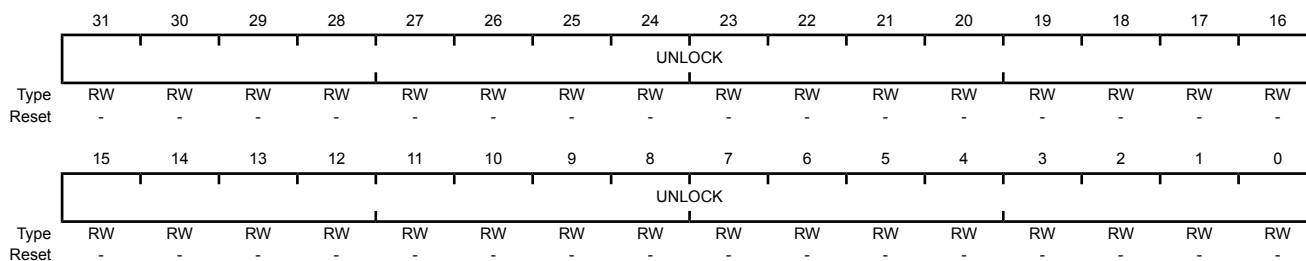 31 30 29 28 27 26 25 24 23 22 21 20 19 18 17 16
UNLOCK
Type RW RW RW RW RW RW RW RW RW RW RW RW RW RW RW RW
Reset - - - - - - - - - - - - - - - -
15 14 13 12 11 10 9 8 7 6 5 4 3 2 1 0
UNLOCK
Type RW RW RW RW RW RW RW RW RW RW RW RW RW RW RW RW
Reset - - - - - - - - - - - - - - - -